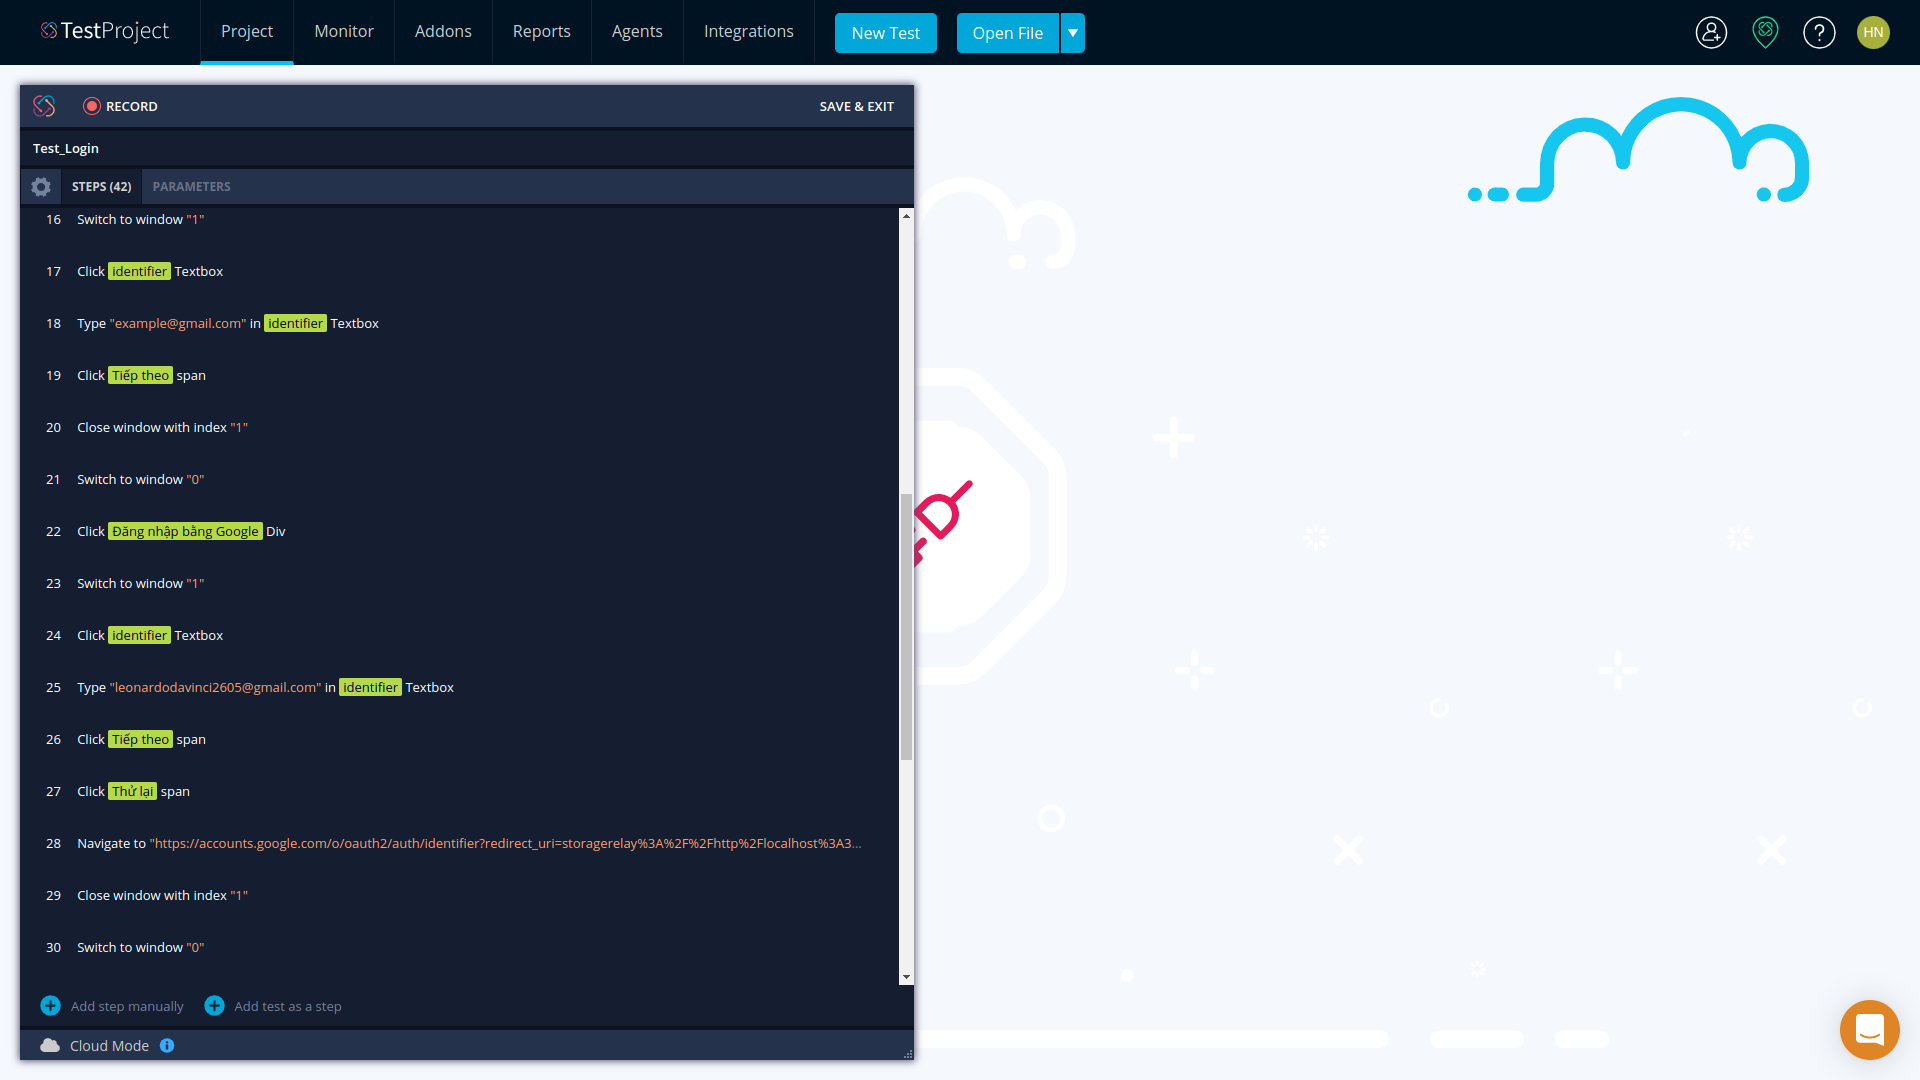 TestProject
Project
Monitor
Addons
Reports
Agents
Integrations
New Test
Open File
?
HN
RECORD
SAVE & EXIT
Test_Login
STEPS (42)
PARAMETERS
16 Switch to window "1"
17 Click identifier Textbox
18 Type "example@gmail.com" in identifier Textbox
19 Click Tiếp theo span
20 Close window with index "1"
21 Switch to window "0"
22 Click Đăng nhập bằng Google Div
23 Switch to window "1"
24 Click identifier Textbox
25 Type "leonardodavinci2605@gmail.com" in identifier Textbox
26 Click Tiếp theo span
27 Click Thử lại span
28 Navigate to "https://accounts.google.com/o/oauth2/auth/identifier?redirect_uri=storagerelay%3A%2F%2Fhttp%2Flocalhost%3A3...
29 Close window with index "1"
30 Switch to window "0"
Add step manually
Add test as a step
Cloud Mode